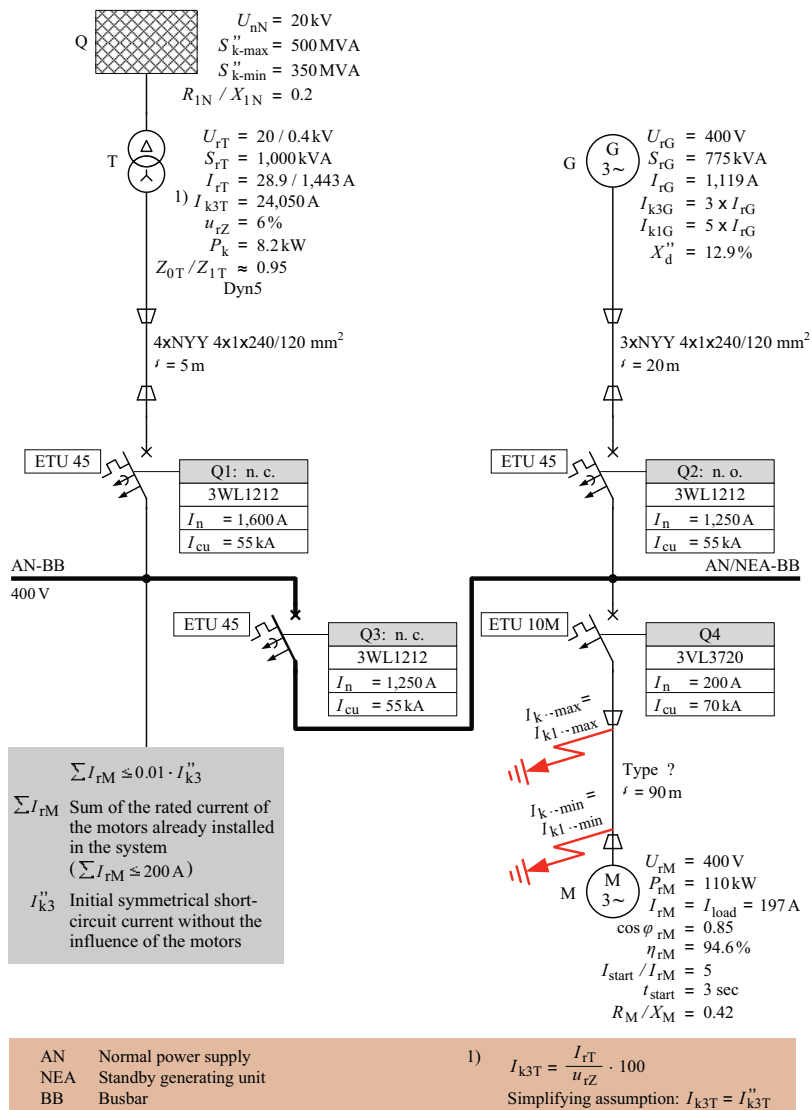 Q
U_nN = 20 kV
S''_k-max = 500 MVA
S''_k-min = 350 MVA
R_1N / X_1N = 0.2
T
U_rT = 20 / 0.4 kV
S_rT = 1,000 kVA
I_rT = 28.9 / 1,443 A
1) I_k3T = 24,050 A
u_rZ = 6 %
P_k = 8.2 kW
Z_0T / Z_1T ≈ 0.95
Dyn5
G
G
3~
U_rG = 400 V
S_rG = 775 kVA
I_rG = 1,119 A
I_k3G = 3 x I_rG
I_k1G = 5 x I_rG
X''_d = 12.9 %
4xNYY 4x1x240/120 mm²
ℓ = 5 m
3xNYY 4x1x240/120 mm²
ℓ = 20 m
ETU 45
Q1: n. c.
3WL1212
I_n = 1,600 A
I_cu = 55 kA
ETU 45
Q2: n. o.
3WL1212
I_n = 1,250 A
I_cu = 55 kA
AN-BB
400 V
AN/NEA-BB
ETU 45
Q3: n. c.
3WL1212
I_n = 1,250 A
I_cu = 55 kA
ETU 10M
Q4
3VL3720
I_n = 200 A
I_cu = 70 kA
I_k··-max =
I_k1··-max
Type ?
ℓ = 90 m
I_k··-min =
I_k1··-min
M
M
3~
U_rM = 400 V
P_rM = 110 kW
I_rM = I_load = 197 A
cos φ_rM = 0.85
η_rM = 94.6 %
I_start / I_rM = 5
t_start = 3 sec
R_M / X_M = 0.42
∑ I_rM ≤ 0.01 · I''_k3
∑ I_rM Sum of the rated current of
the motors already installed
in the system
(∑ I_rM ≤ 200 A)
I''_k3 Initial symmetrical short-
circuit current without the
influence of the motors
AN Normal power supply
NEA Standby generating unit
BB Busbar
1) I_k3T = I_rT / u_rZ · 100
Simplifying assumption: I_k3T = I''_k3T